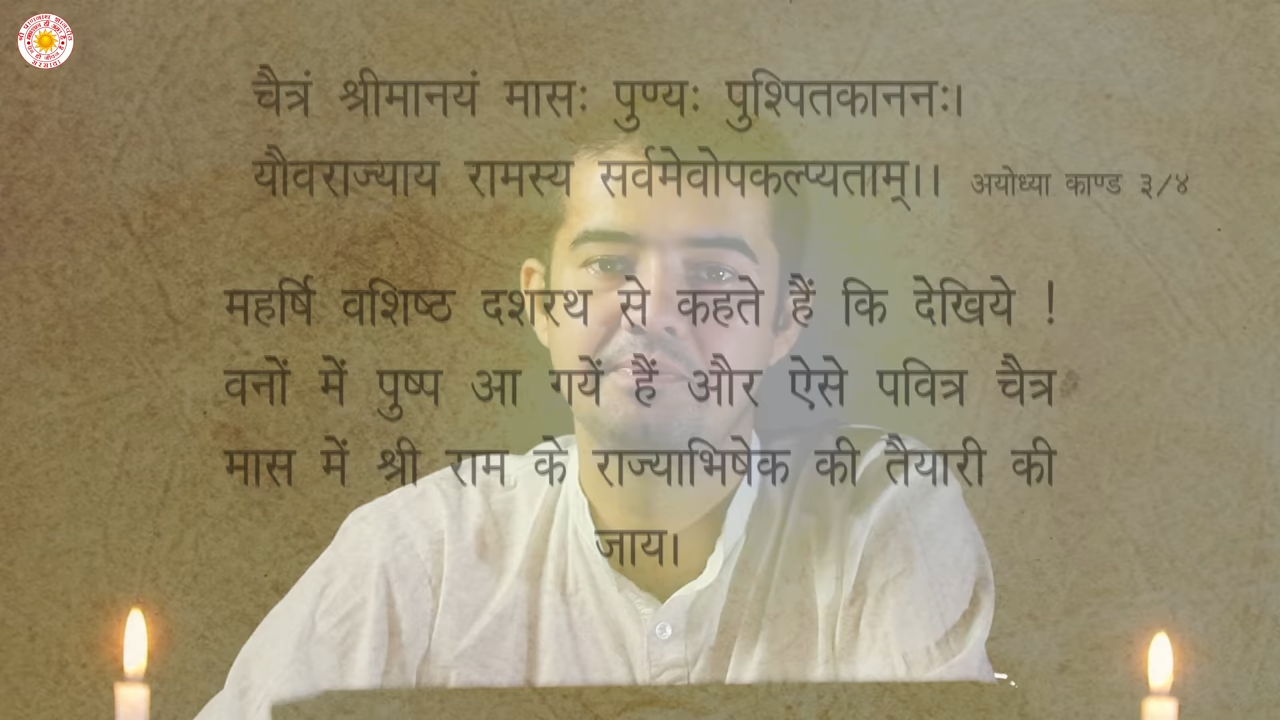 चैत्रं श्रीमानयं मासः पुण्यः पुश्पितकाननः।
यौवराज्याय रामस्य सर्वमेवोपकल्प्यताम्।। अयोध्या काण्ड ३/४
महर्षि वशिष्ठ दशरथ से कहते हैं कि देखिये !
वनों में पुष्प आ गयें हैं और ऐसे पवित्र चैत्र
मास में श्री राम के राज्याभिषेक की तैयारी की
जाय।